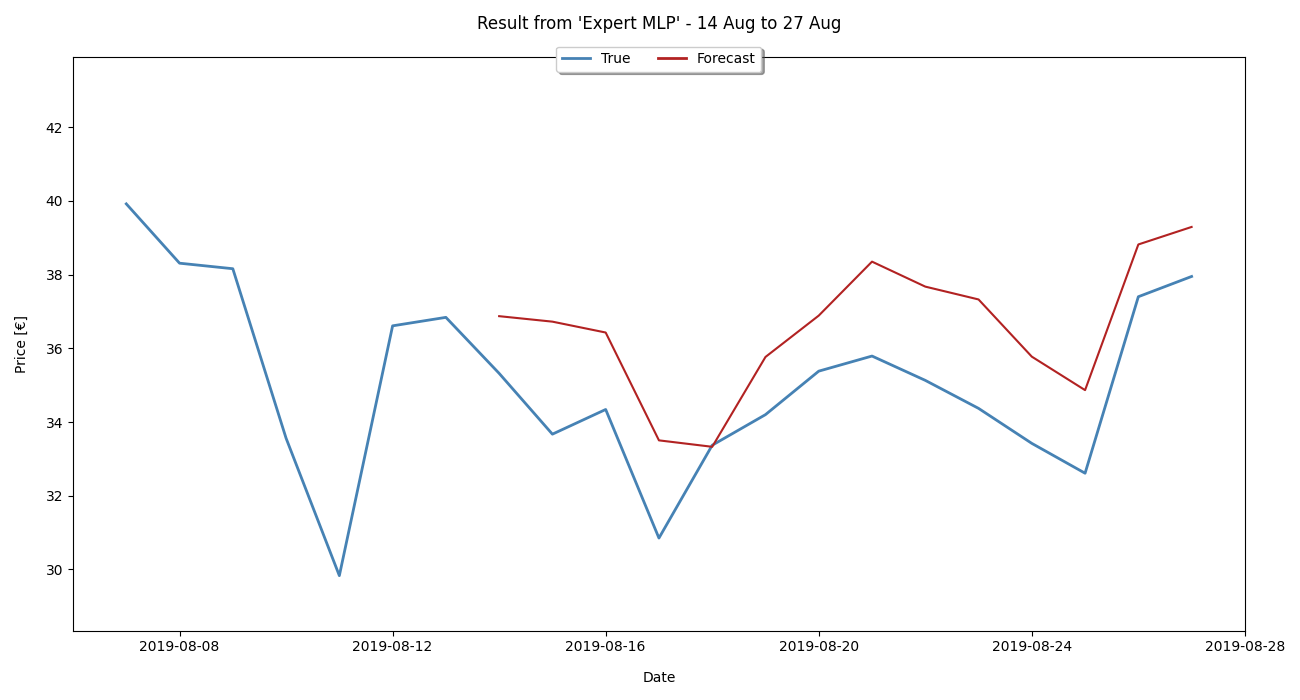 Result from 'Expert MLP' - 14 Aug to 27 Aug
True Forecast
42
40
38
36
34
32
30
Price [€]
2019-08-08 2019-08-12 2019-08-16 2019-08-20 2019-08-24 2019-08-28
Date